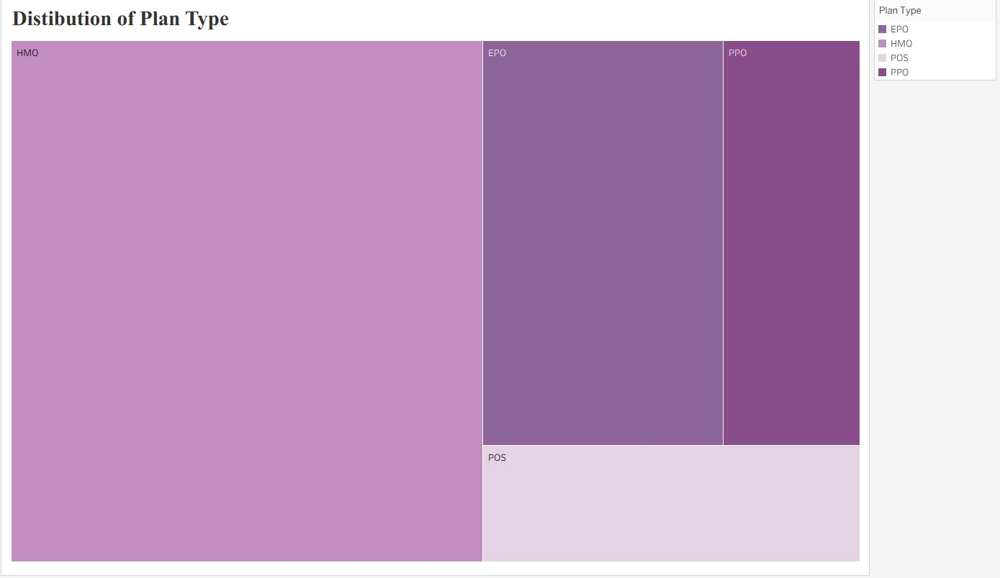 Distibution of Plan Type
HMO
EPO
PPO
POS
Plan Type
EPO
HMO
POS
PPO